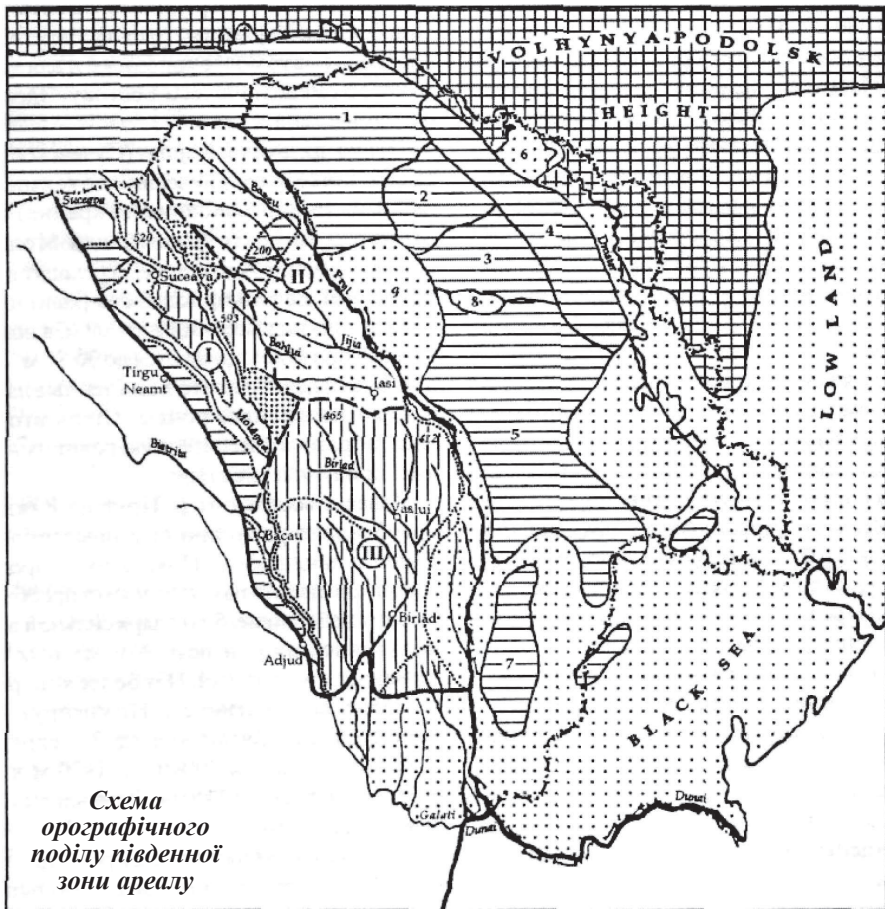 VOLHYNYA-PODOLSK
HEIGHT
1
6
2
4
3
Suceava
520
Suceava
Baseu
200
II
Prut
9
8
Dnestr
LOW LAND
593
I
Tirgu
Neamt
Moldova
Bistrita
Bahlui
Jijia
Iasi
465
412
Birlad
5
Vaslui
Bacau
III
Birlad
Adjud
7
BLACK SEA
Galati
Dunai
Dunai
Схема
орографічного
поділу південної
зони ареалу